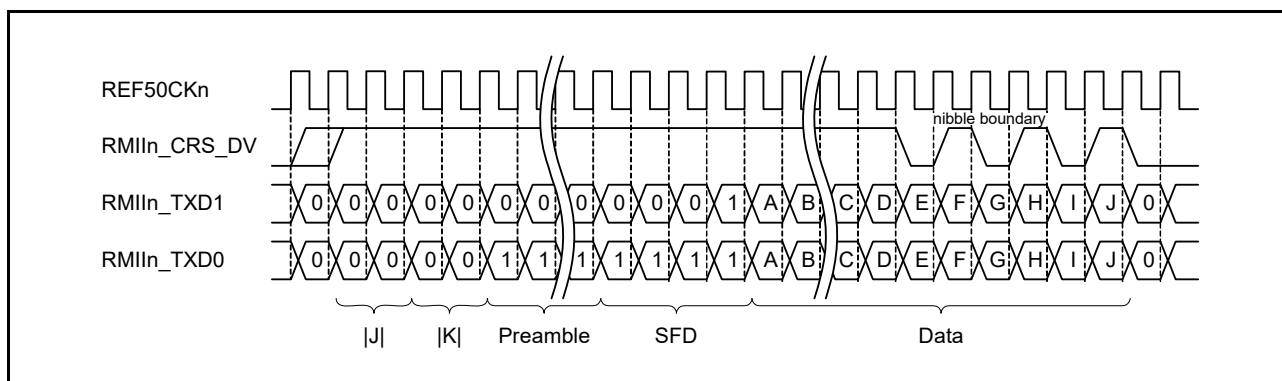 REF50CKn
nibble boundary
RMIIn_CRS_DV
RMIIn_TXD1 0 0 0 0 0 0 0 0 0 0 0 1 A B C D E F G H I J 0
RMIIn_TXD0 0 0 0 0 0 1 1 1 1 1 1 1 A B C D E F G H I J 0
|J| |K| Preamble SFD Data